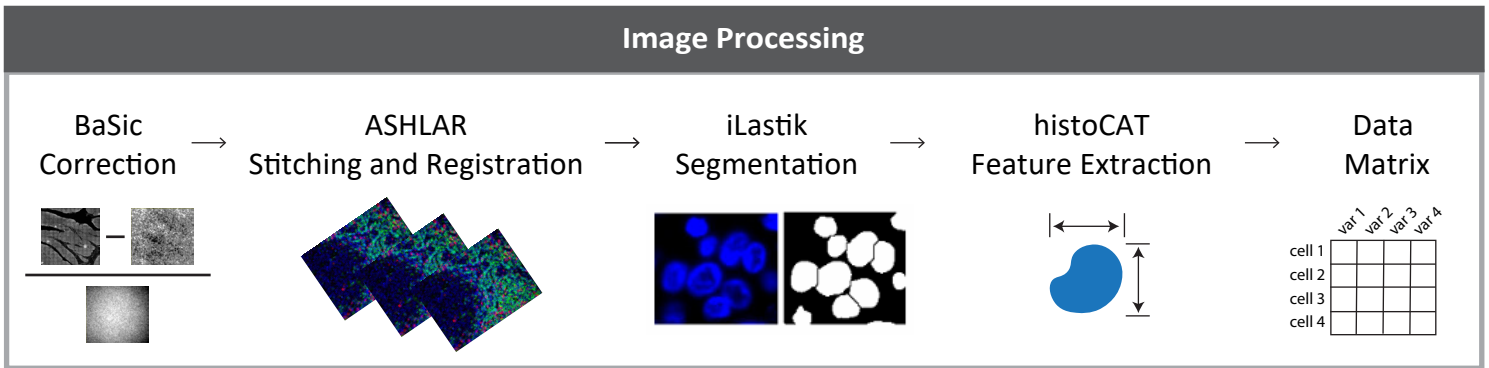 Image Processing
BaSic
Correction
ASHLAR
Stitching and Registration
iLastik
Segmentation
histoCAT
Feature Extraction
Data
Matrix
var 1
var 2
var 3
var 4
cell 1
cell 2
cell 3
cell 4